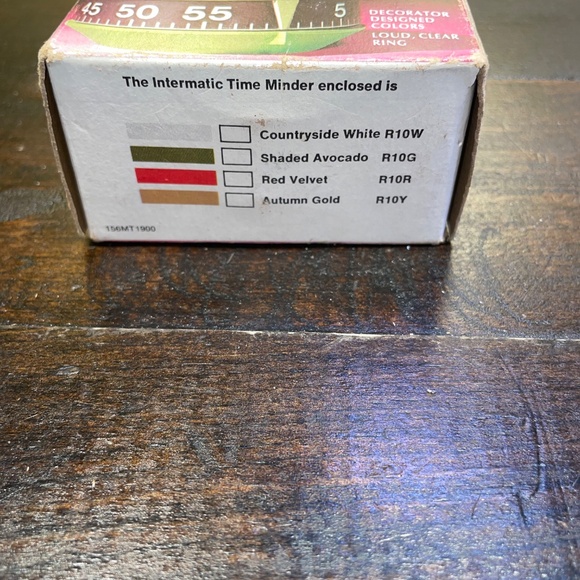 45 50 55 5
DECORATOR
DESIGNED
COLORS
LOUD, CLEAR
RING
The Intermatic Time Minder enclosed is
Countryside White R10W
Shaded Avocado R10G
Red Velvet R10R
Autumn Gold R10Y
156MT1900